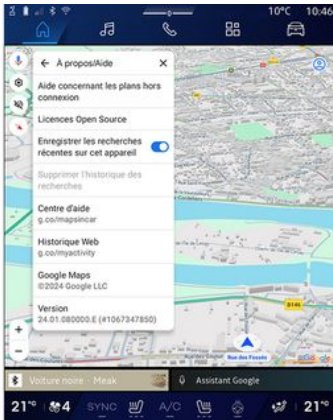 10°C 10:46
À propos/Aide
Aide concernant les plans hors
connexion
Licences Open Source
Enregistrer les recherches
récentes sur cet appareil
Supprimer l'historique des
recherches
Centre d'aide
g.co/mapsincar
Historique Web
g.co/myactivity
Google Maps
©2024 Google LLC
Version
24.01.080000.E (#1067347850)
D146
Rue des Fossés
Google
Voiture noire · Meak
Assistant Google
21°C 4 SYNC A/C 21°C